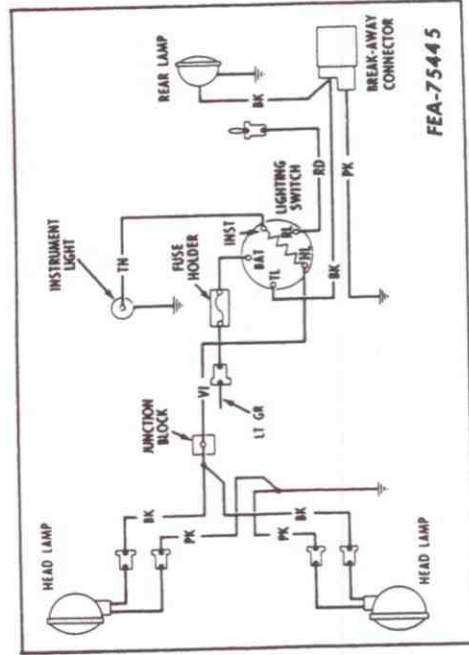 HEAD LAMP
BK
PK
JUNCTION
BLOCK
VI
LT GR
INSTRUMENT
LIGHT
TN
FUSE
HOLDER
BAT
INST
TL
RL
HL
LIGHTING
SWITCH
RD
REAR LAMP
BK
BK
BREAK-AWAY
CONNECTOR
PK
PK
BK
HEAD LAMP
FEA-75445